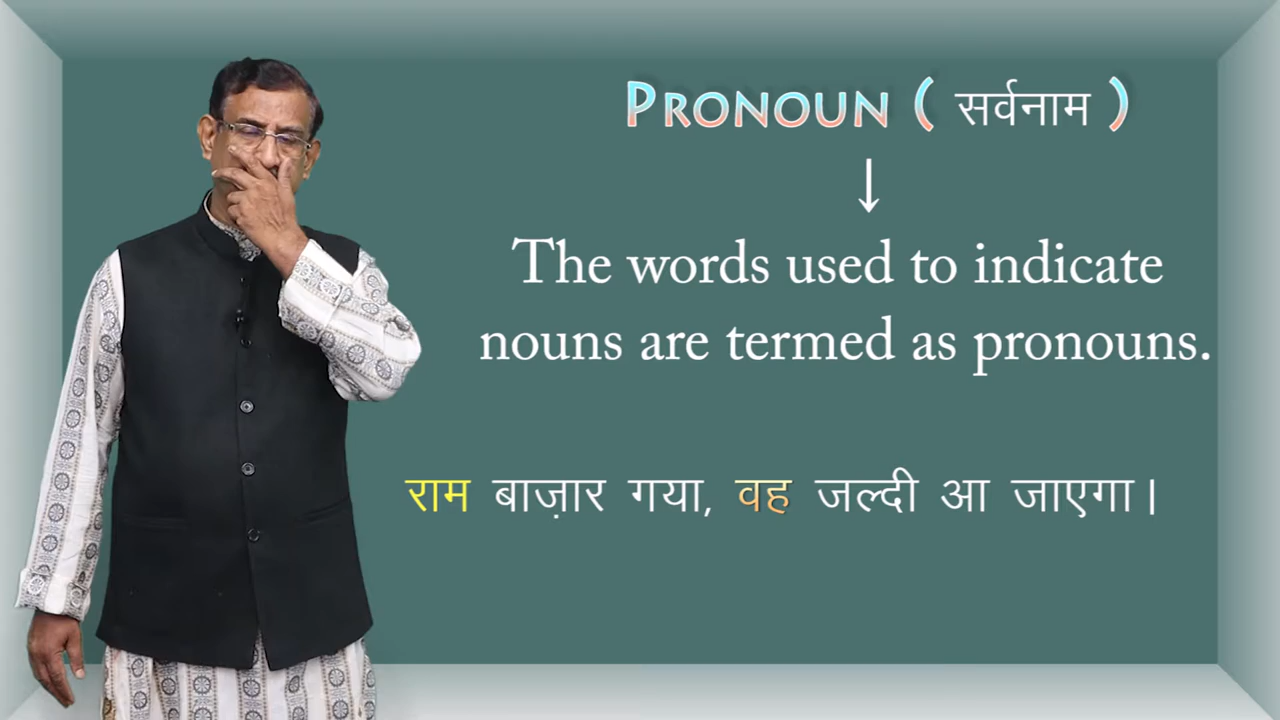 PRONOUN ( सर्वनाम )
↓
The words used to indicate
nouns are termed as pronouns.
राम बाज़ार गया, वह जल्दी आ जाएगा।